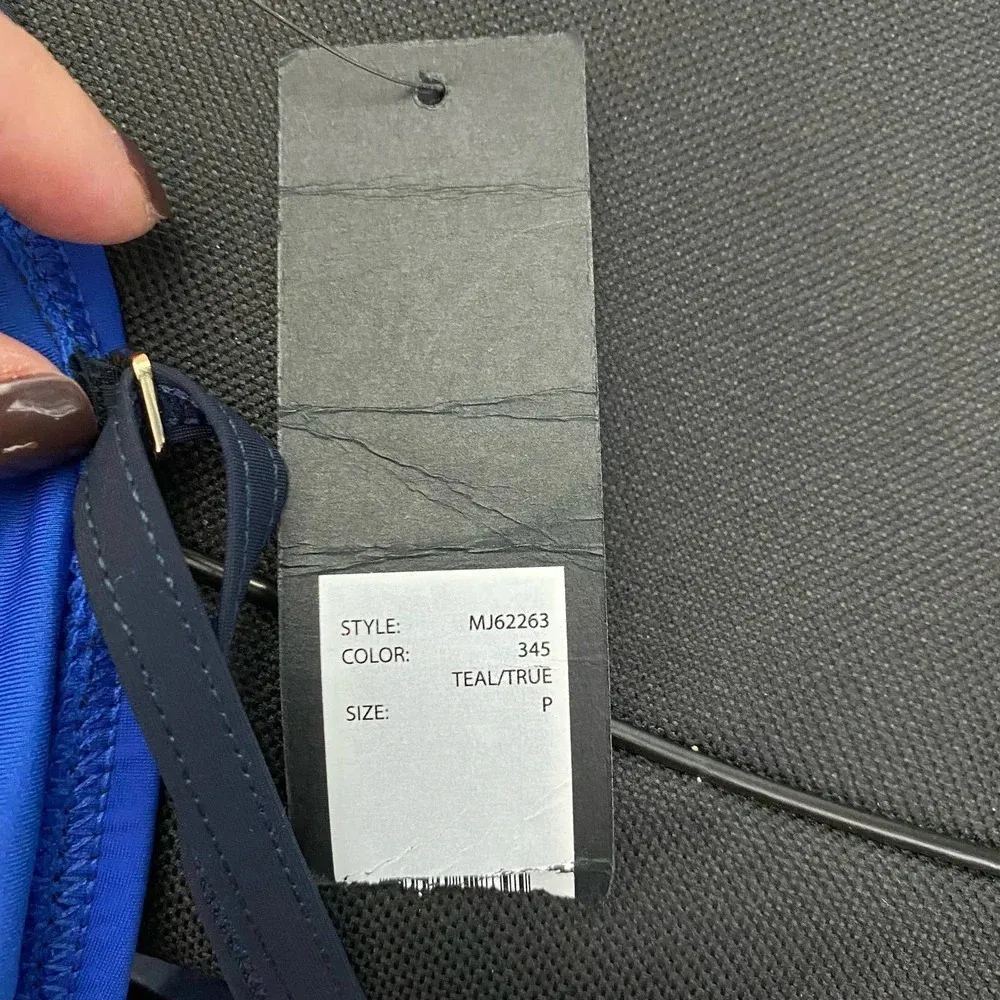 STYLE: MJ62263
COLOR: 345
TEAL/TRUE
SIZE: P